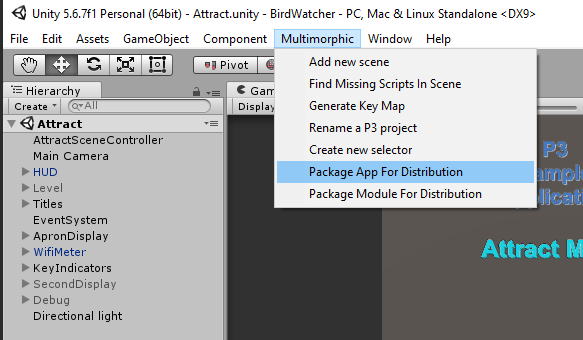 Unity 5.6.7f1 Personal (64bit) - Attract.unity - BirdWatcher - PC, Mac & Linux Standalone <DX9>
File Edit Assets GameObject Component Multimorphic Window Help
Pivot
Add new scene
Find Missing Scripts In Scene
Generate Key Map
Rename a P3 project
Create new selector
Package App For Distribution
Package Module For Distribution
Hierarchy
Create All
Attract
AttractSceneController
Main Camera
HUD
Level
Titles
EventSystem
ApronDisplay
WifiMeter
KeyIndicators
SecondDisplay
Debug
Directional light
Display
P3
Attract M